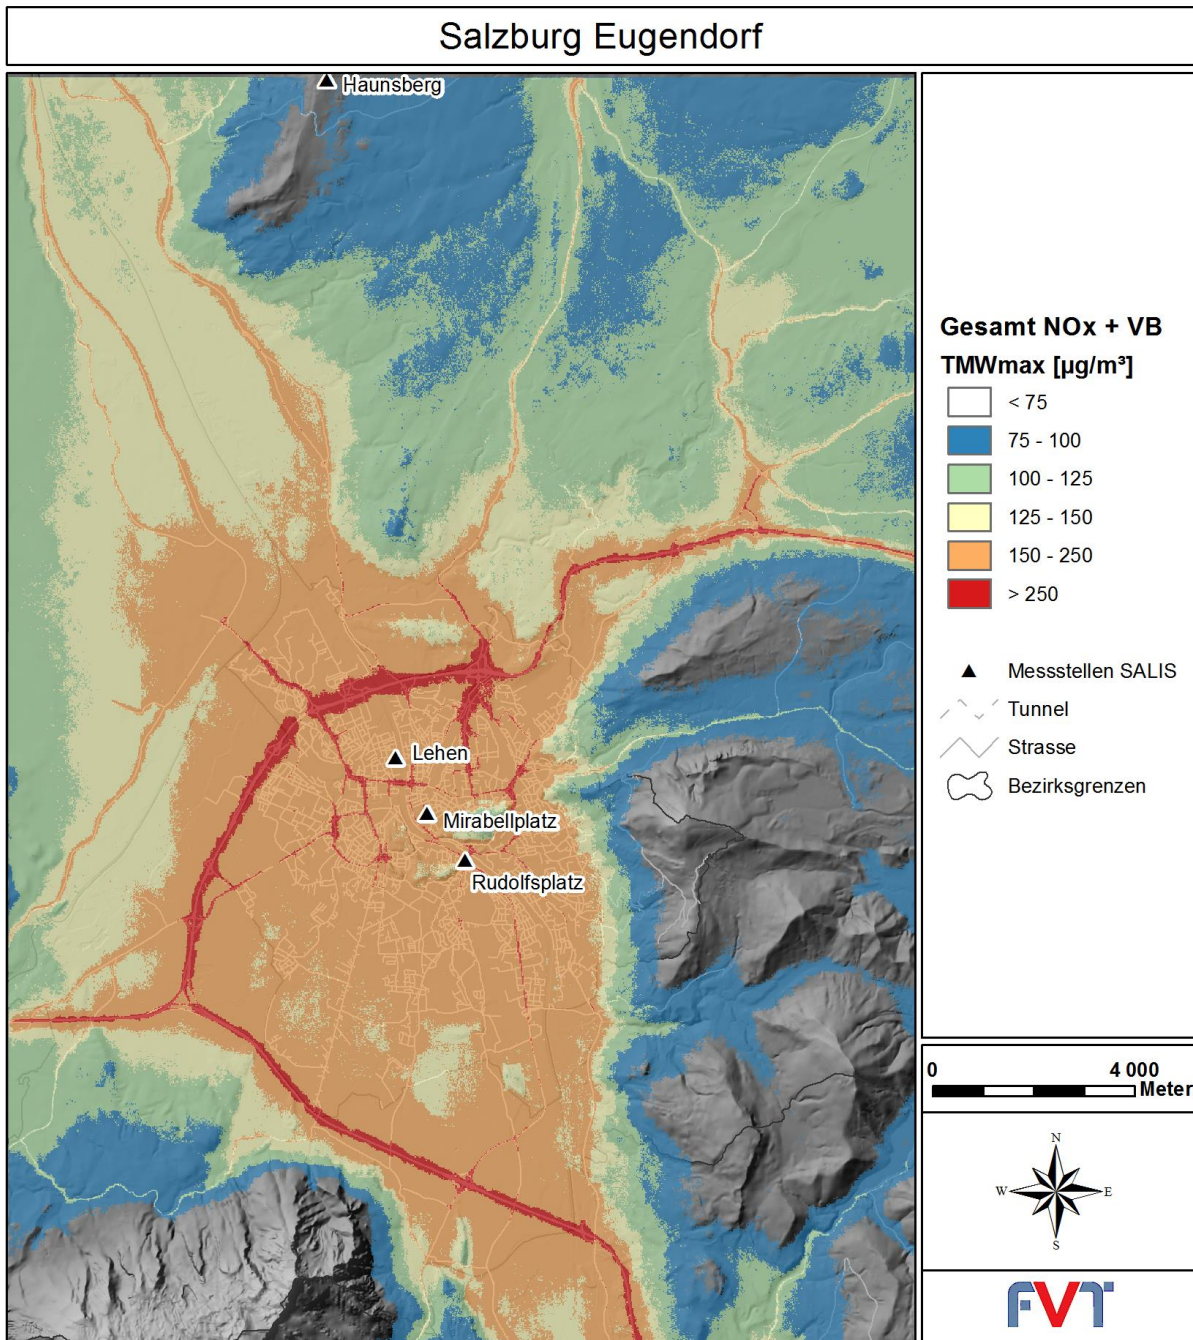 Salzburg Eugendorf
Haunsberg
Lehen
Mirabellplatz
Rudolfsplatz
Gesamt NOx + VB
TMWmax [µg/m³]
< 75
75 - 100
100 - 125
125 - 150
150 - 250
> 250
Messstellen SALIS
Tunnel
Strasse
Bezirksgrenzen
0 4 000
Meter
N
W E
S
FVT